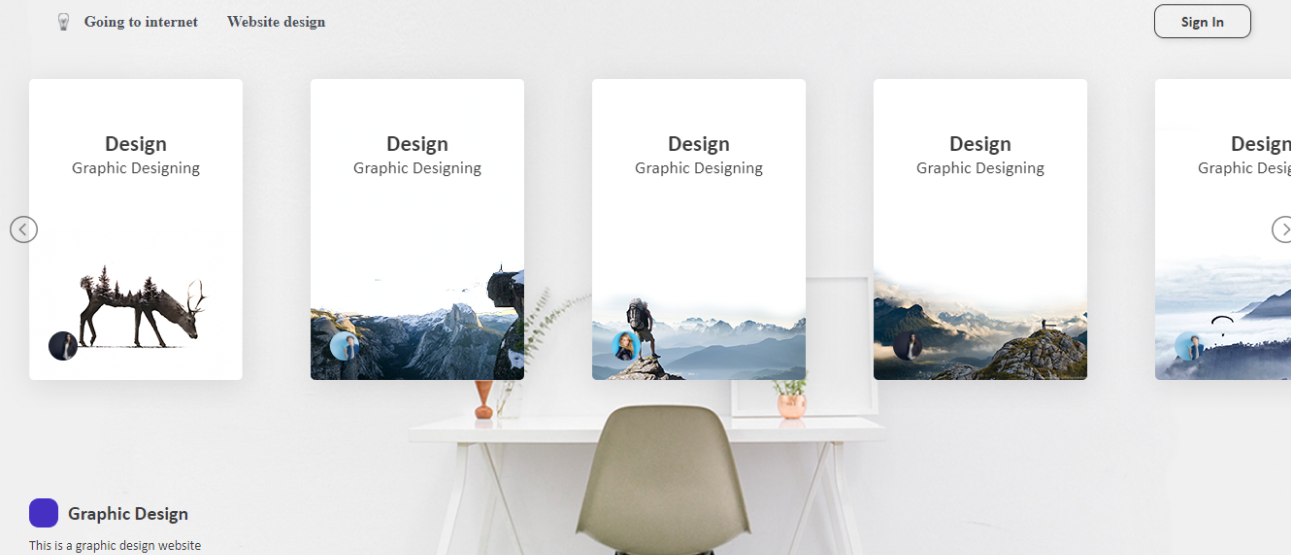 Going to internet Website design
Sign In
Design
Graphic Designing
Design
Graphic Designing
Design
Graphic Designing
Design
Graphic Designing
Design
Graphic Desig
Graphic Design
This is a graphic design website